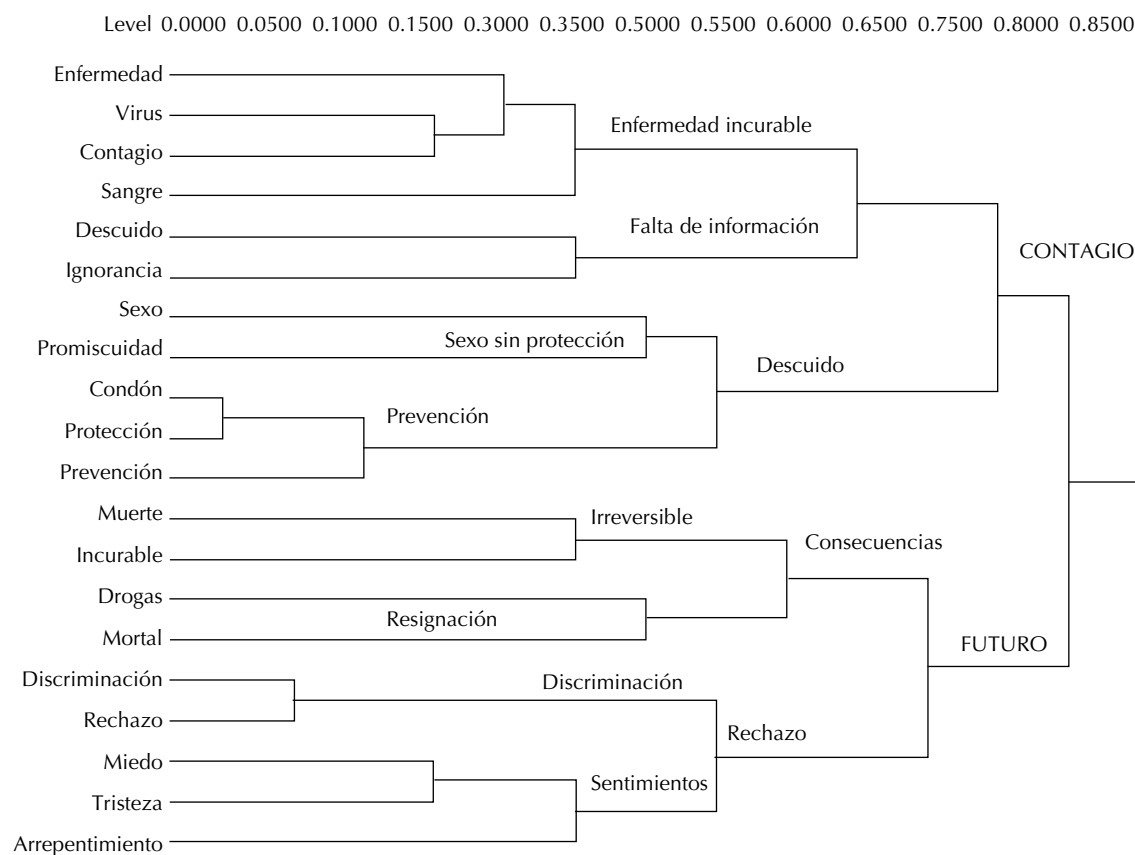 Level 0.0000 0.0500 0.1000 0.1500 0.3000 0.3500 0.5000 0.5500 0.6000 0.6500 0.7500 0.8000 0.8500
Enfermedad
Virus
Enfermedad incurable
Contagio
Sangre
Descuido
Falta de información
CONTAGIO
Ignorancia
Sexo
Promiscuidad
Sexo sin protección
Descuido
Condón
Prevención
Protección
Prevención
Muerte
Irreversible
Incurable
Consecuencias
Drogas
Resignación
Mortal
FUTURO
Discriminación
Discriminación
Rechazo
Rechazo
Miedo
Sentimientos
Tristeza
Arrepentimiento